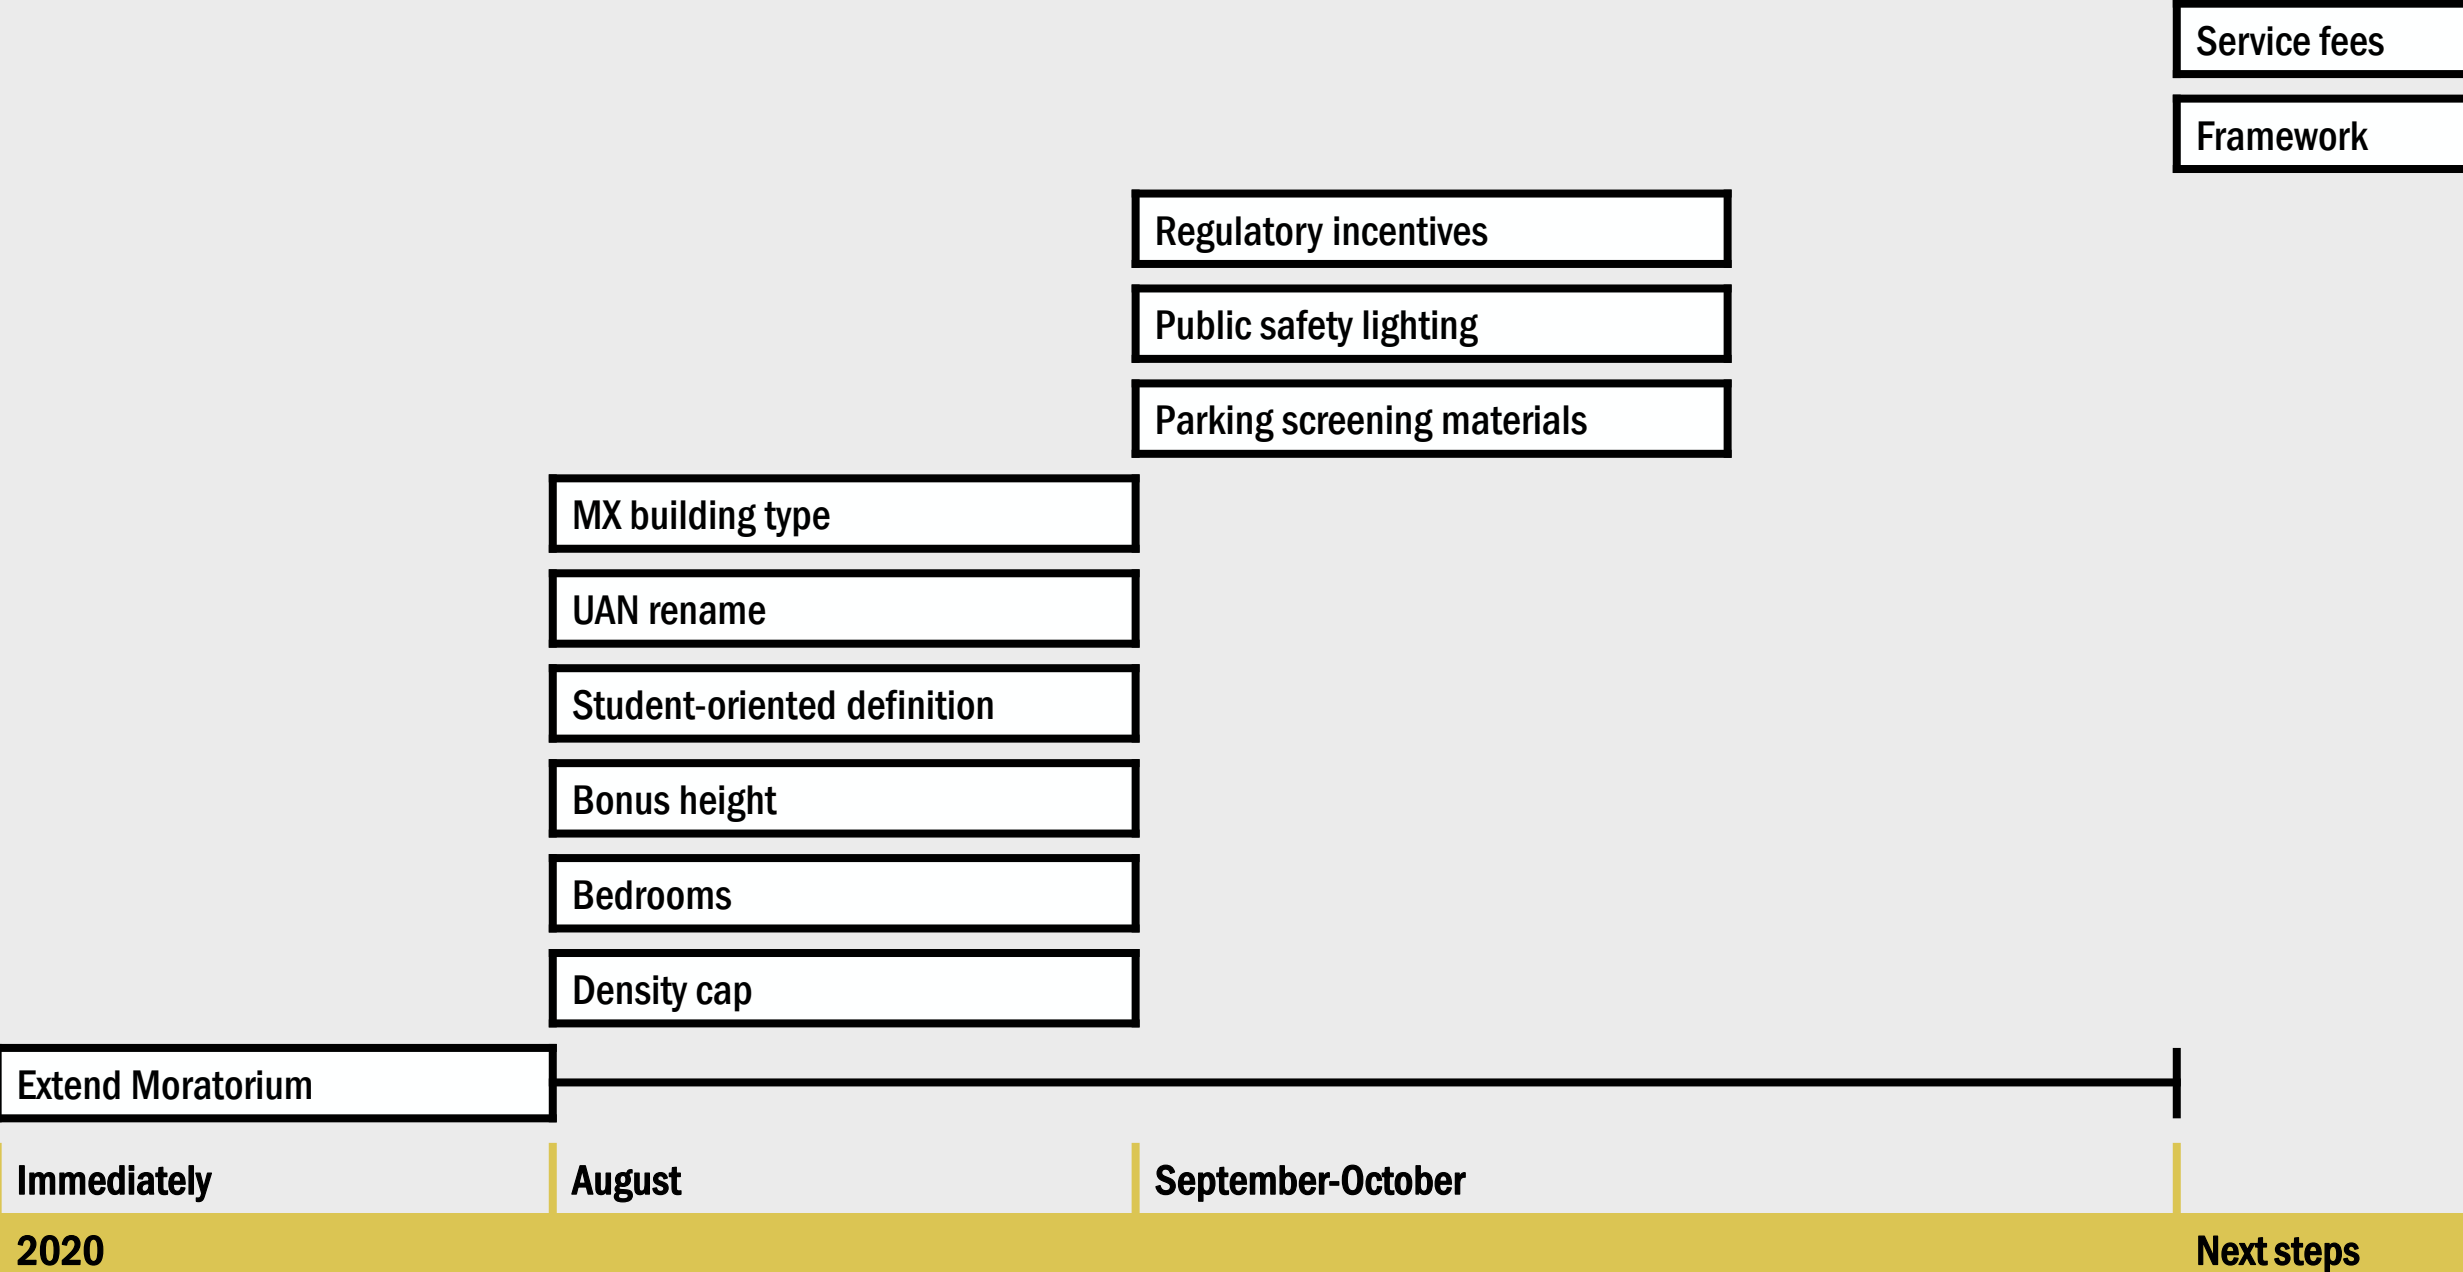 Service fees
Framework
Regulatory incentives
Public safety lighting
Parking screening materials
MX building type
UAN rename
Student-oriented definition
Bonus height
Bedrooms
Density cap
Extend Moratorium
Immediately
August
September-October
2020
Next steps